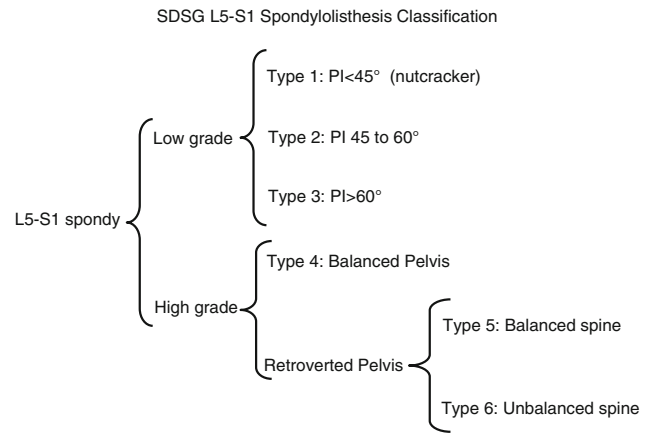 SDSG L5-S1 Spondylolisthesis Classification
Type 1: PI<45° (nutcracker)
Low grade
Type 2: PI 45 to 60°
Type 3: PI>60°
L5-S1 spondy
Type 4: Balanced Pelvis
High grade
Type 5: Balanced spine
Retroverted Pelvis
Type 6: Unbalanced spine